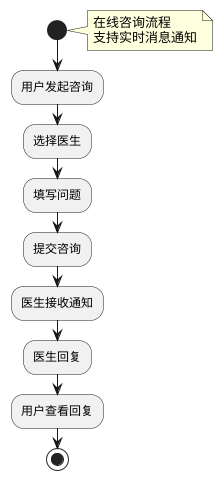 在线咨询流程
支持实时消息通知
用户发起咨询
选择医生
填写问题
提交咨询
医生接收通知
医生回复
用户查看回复